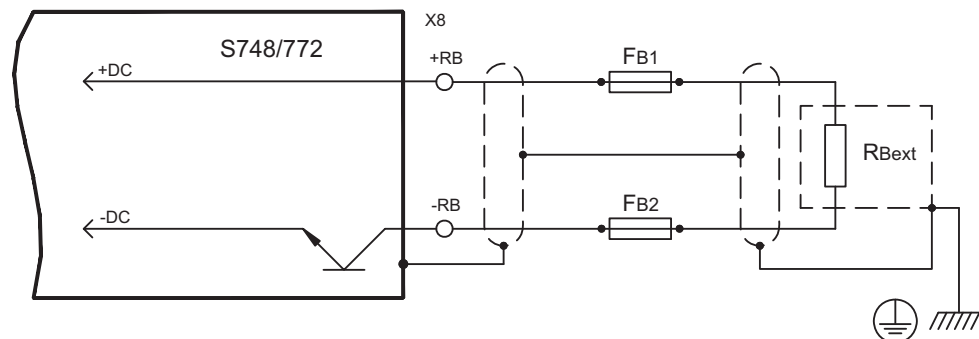 X8
S748/772
+DC
+RB
FB1
RBext
-DC
-RB
FB2